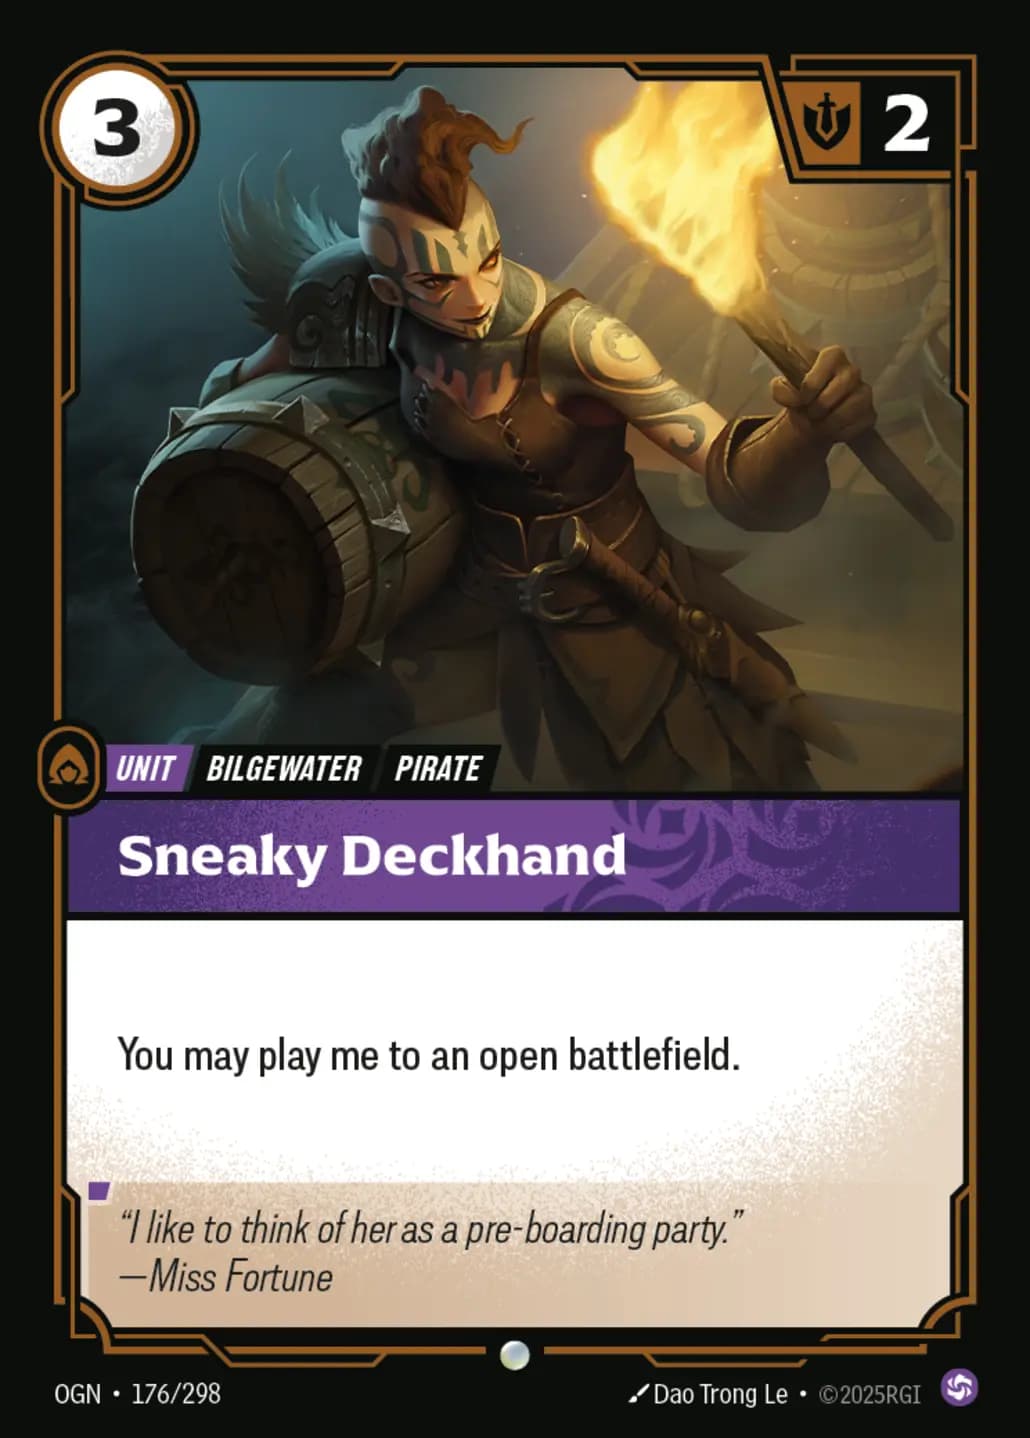 3
2
UNIT BILGEWATER PIRATE
Sneaky Deckhand
You may play me to an open battlefield.
“I like to think of her as a pre-boarding party.”
—Miss Fortune
OGN • 176/298
Dao Trong Le • ©2025RGI